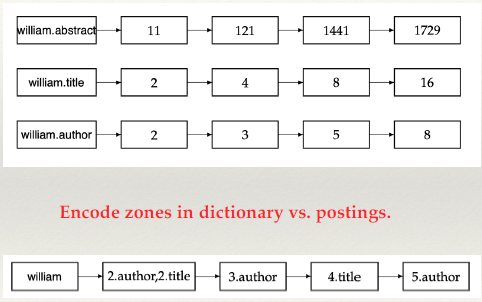 william.abstract 11 121 1441 1729
william.title 2 4 8 16
william.author 2 3 5 8
Encode zones in dictionary vs. postings.
william 2.author,2.title 3.author 4.title 5.author